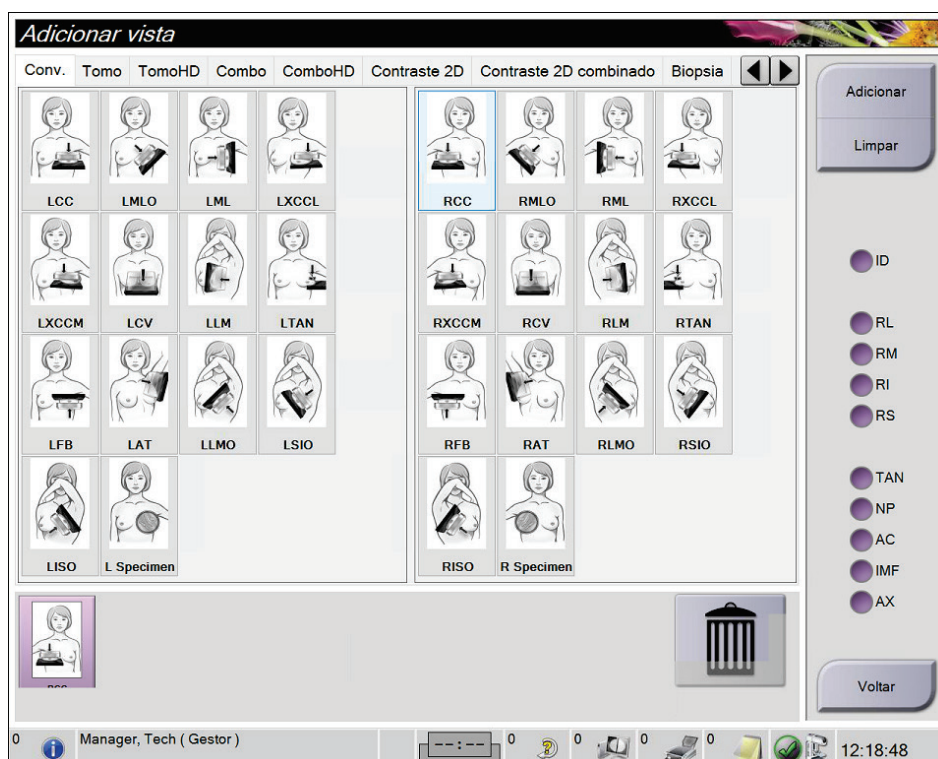 Adicionar vista
Conv. Tomo TomoHD Combo ComboHD Contraste 2D Contraste 2D combinado Biopsia
LCC LMLO LML LXCCL
LXCCM LCV LLM LTAN
LFB LAT LLMO LSIO
LISO L Specimen
RCC RMLO RML RXCCL
RXCCM RCV RLM RTAN
RFB RAT RLMO RSIO
RISO R Specimen
Adicionar
Limpar
ID
RL
RM
RI
RS
TAN
NP
AC
IMF
AX
RCC
Voltar
0 Manager, Tech ( Gestor ) --:-- 0 0 0 0 12:18:48